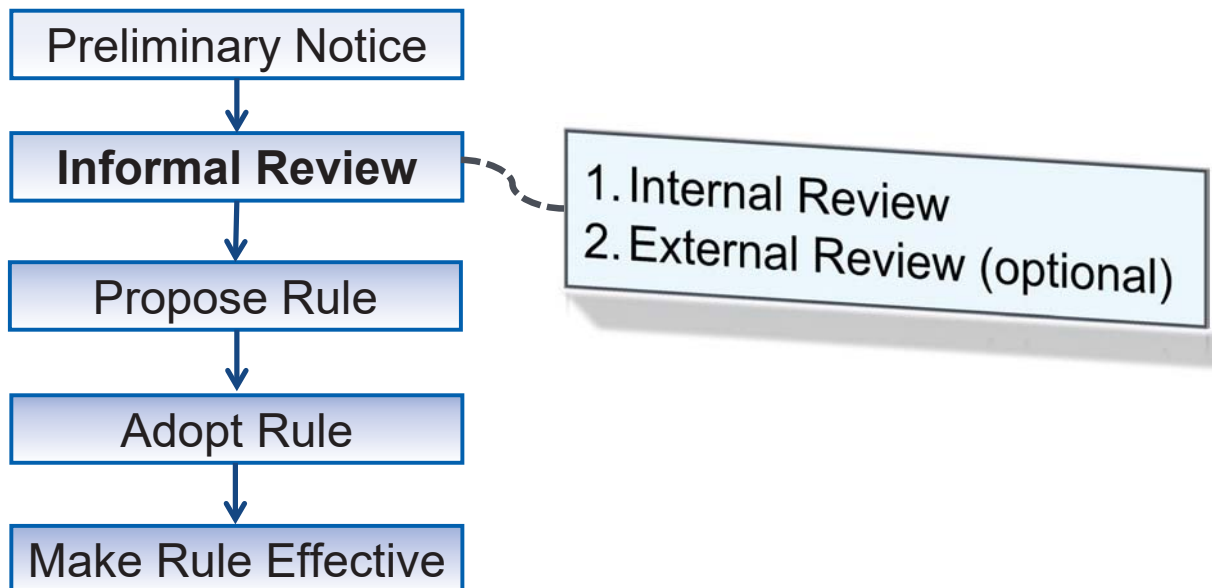 Preliminary Notice
Informal Review
1. Internal Review
2. External Review (optional)
Propose Rule
Adopt Rule
Make Rule Effective